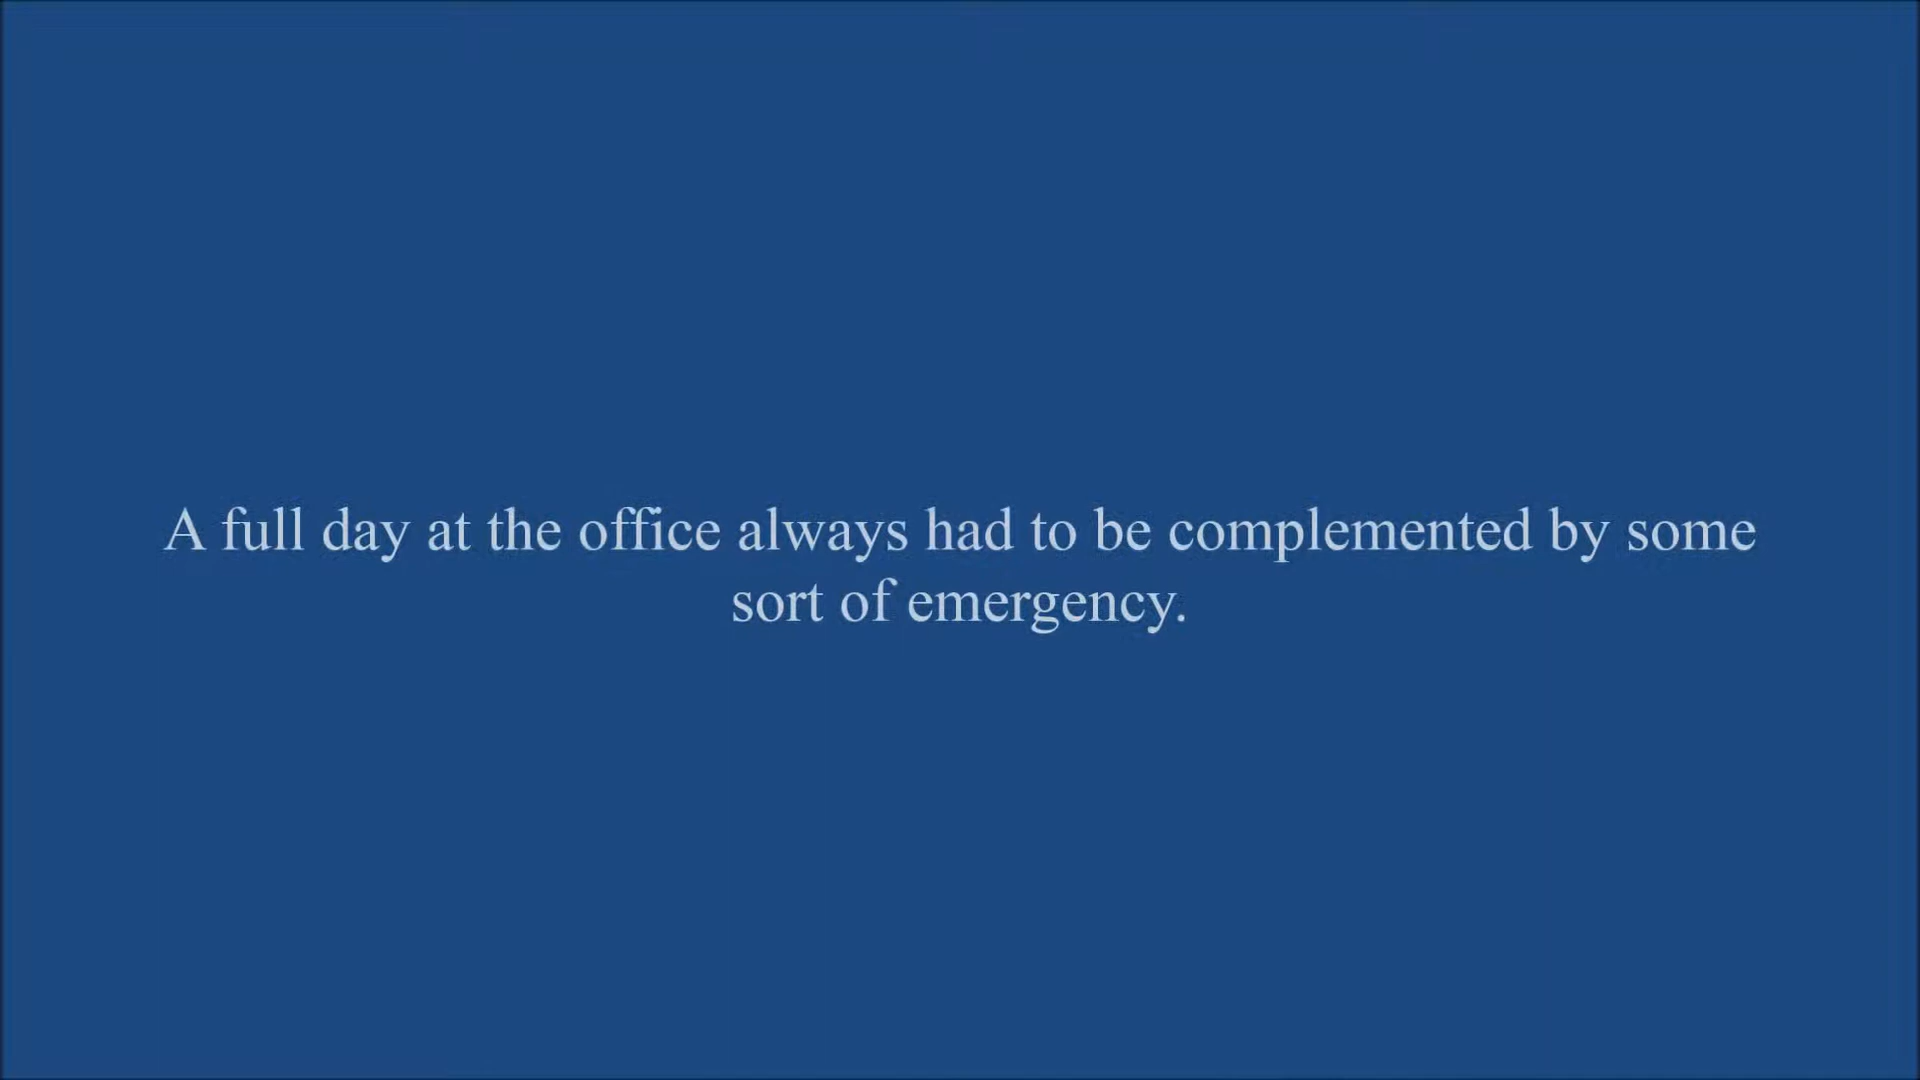 A full day at the office always had to be complemented by some
sort of emergency.